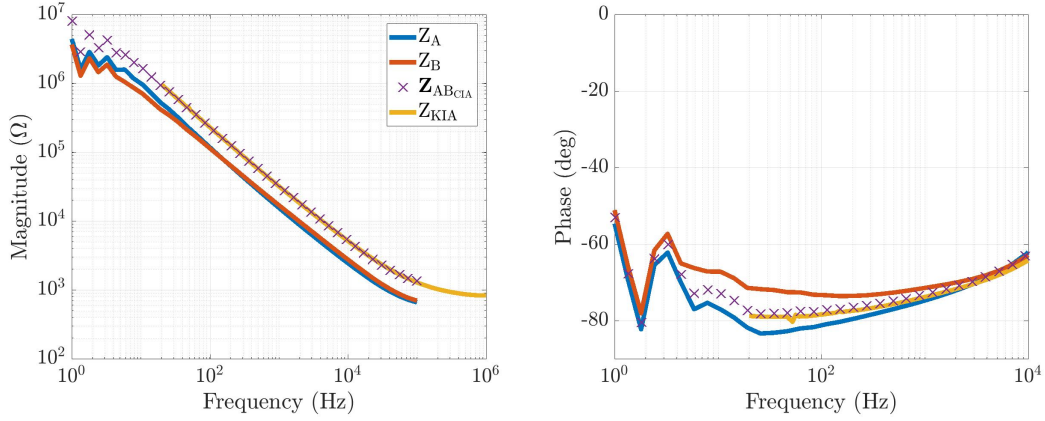 10^7
10^6
10^5
10^4
10^3
10^2
Magnitude (Ω)
10^0
10^2
10^4
10^6
Frequency (Hz)
Z_A
Z_B
Z_AB_CIA
Z_KIA
0
-20
-40
-60
-80
Phase (deg)
10^0
10^2
10^4
Frequency (Hz)